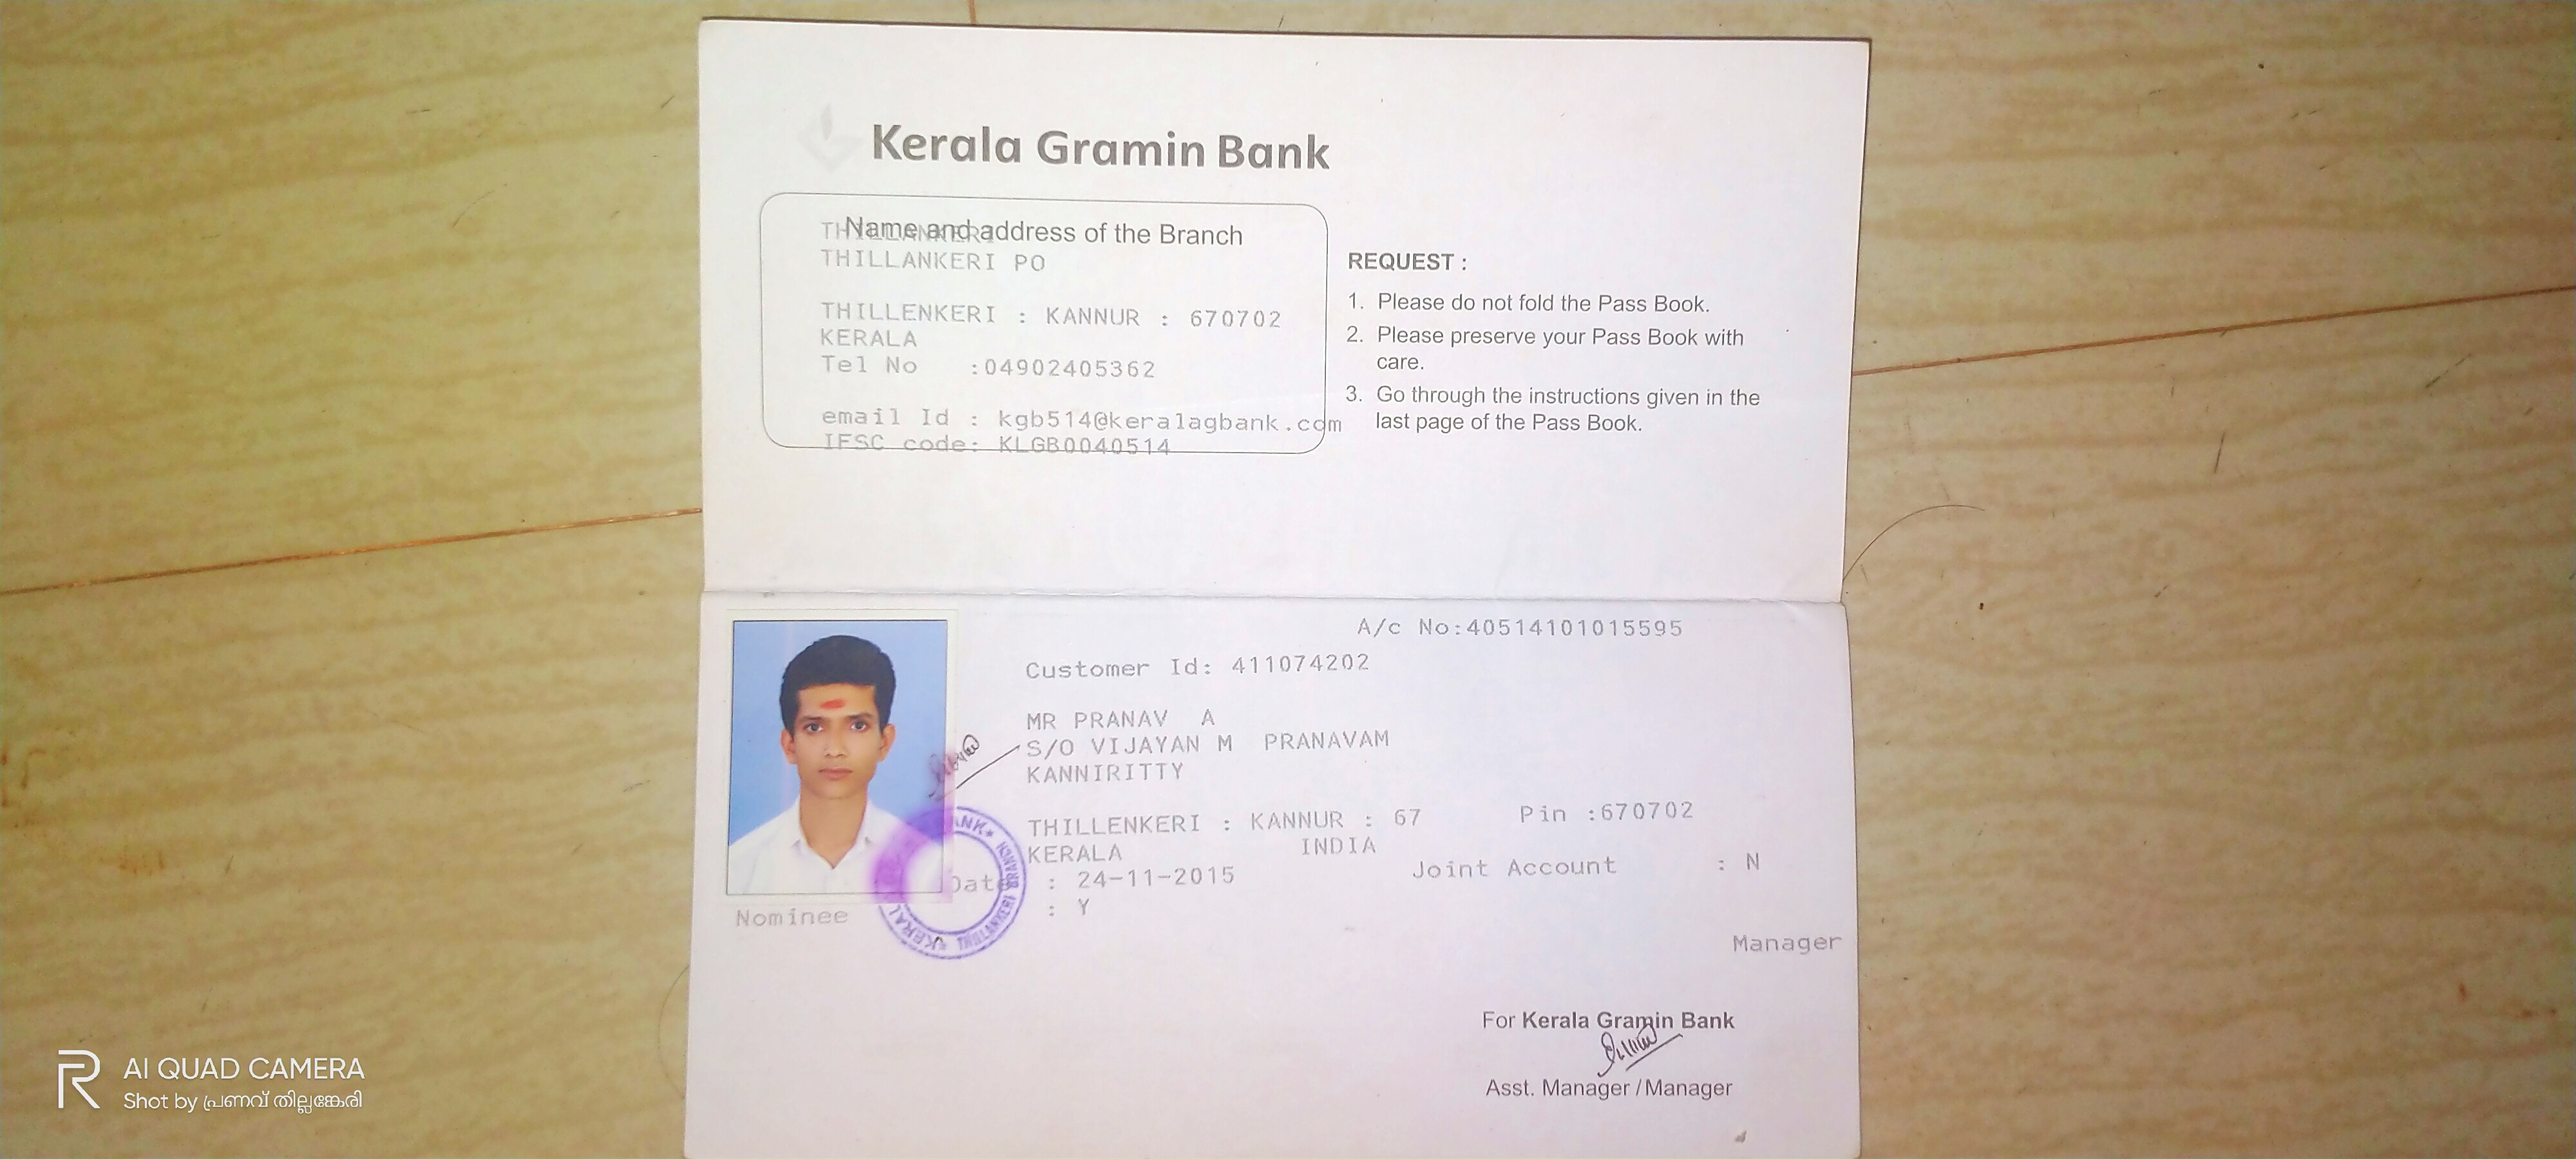 Kerala Gramin Bank
Name and address of the Branch
THILLANKERI
THILLANKERI PO
THILLENKERI : KANNUR : 670702
KERALA
Tel No :04902405362
email Id : kgb514@keralagbank.com
IFSC code: KLGB0040514
REQUEST :
1. Please do not fold the Pass Book.
2. Please preserve your Pass Book with
care.
3. Go through the instructions given in the
last page of the Pass Book.
A/c No:40514101015595
Customer Id: 411074202
MR PRANAV A
S/O VIJAYAN M PRANAVAM
KANNIRITTY
THILLENKERI : KANNUR : 67 Pin :670702
KERALA INDIA
Date : 24-11-2015 Joint Account : N
Nominee : Y
THILLANKERI BRANCH
Manager
For Kerala Gramin Bank
Asst. Manager / Manager
R AI QUAD CAMERA
Shot by പ്രണവ് തില്ലങ്കേരി